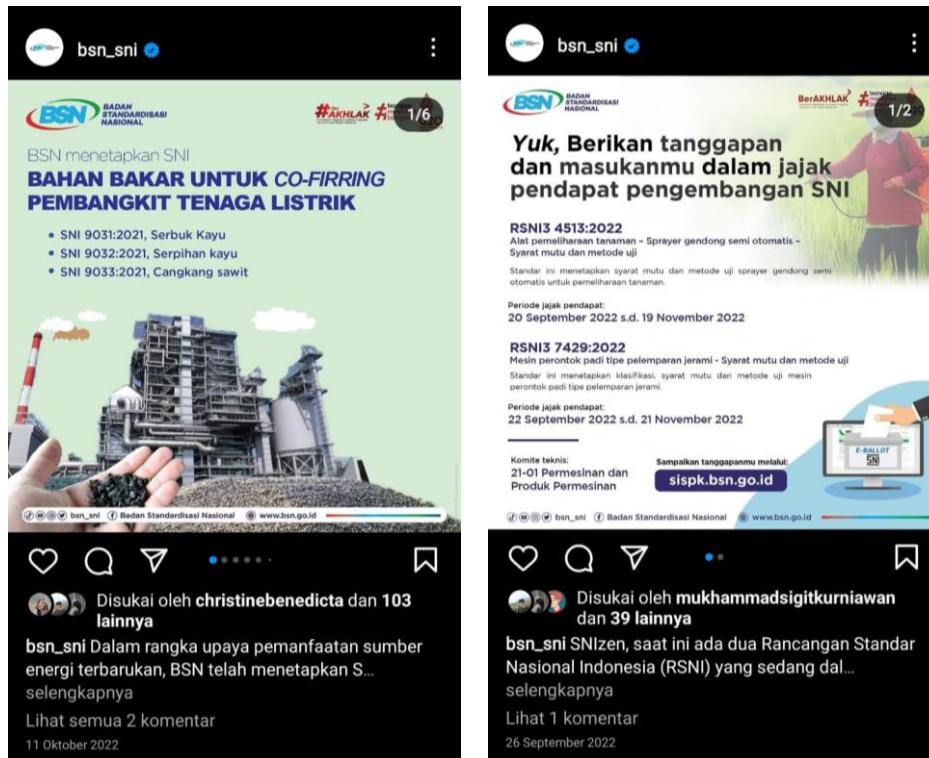 bsn_sni
BSN BADAN
STANDARDISASI
NASIONAL
#AKHLAK
1/6
BSN menetapkan SNI
BAHAN BAKAR UNTUK CO-FIRRING
PEMBANGKIT TENAGA LISTRIK
• SNI 9031:2021, Serbuk Kayu
• SNI 9032:2021, Serpihan kayu
• SNI 9033:2021, Cangkang sawit
bsn_sni Badan Standardisasi Nasional www.bsn.go.id
Disukai oleh christinebenedicta dan 103
lainnya
bsn_sni Dalam rangka upaya pemanfaatan sumber
energi terbarukan, BSN telah menetapkan S...
selengkapnya
Lihat semua 2 komentar
11 Oktober 2022
bsn_sni
BSN BADAN
STANDARDISASI
NASIONAL
BerAKHLAK
1/2
Yuk, Berikan tanggapan
dan masukanmu dalam jajak
pendapat pengembangan SNI
RSNI3 4513:2022
Alat pemeliharaan tanaman – Sprayer gendong semi otomatis –
Syarat mutu dan metode uji
Standar ini menetapkan syarat mutu dan metode uji sprayer gendong semi
otomatis untuk pemeliharaan tanaman.
Periode jajak pendapat:
20 September 2022 s.d. 19 November 2022
RSNI3 7429:2022
Mesin perontok padi tipe pelemparan jerami - Syarat mutu dan metode uji
Standar ini menetapkan klasifikasi, syarat mutu dan metode uji mesin
perontok padi tipe pelemparan jerami.
Periode jajak pendapat:
22 September 2022 s.d. 21 November 2022
Komite teknis:
21-01 Permesinan dan
Produk Permesinan
Sampaikan tanggapanmu melalui:
sispk.bsn.go.id
E-BALLOT
SNI
bsn_sni Badan Standardisasi Nasional www.bsn.go.id
Disukai oleh mukhammadsigitkurniawan
dan 39 lainnya
bsn_sni SNIzen, saat ini ada dua Rancangan Standar
Nasional Indonesia (RSNI) yang sedang dal...
selengkapnya
Lihat 1 komentar
26 September 2022